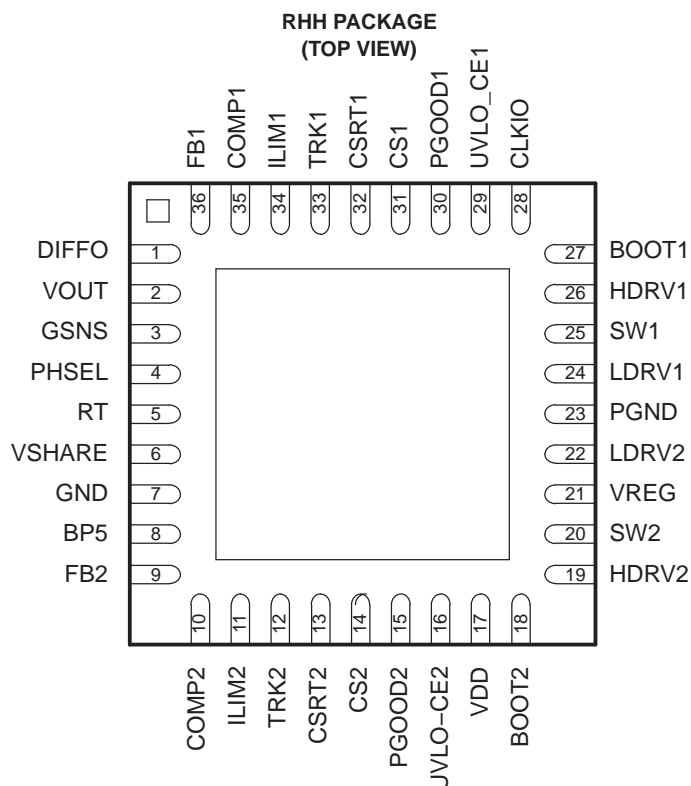 RHH PACKAGE
(TOP VIEW)
FB1
COMP1
ILIM1
TRK1
CSRT1
CS1
PGOOD1
UVLO_CE1
CLKIO
36
35
34
33
32
31
30
29
28
DIFFO 1
VOUT 2
GSNS 3
PHSEL 4
RT 5
VSHARE 6
GND 7
BP5 8
FB2 9
27 BOOT1
26 HDRV1
25 SW1
24 LDRV1
23 PGND
22 LDRV2
21 VREG
20 SW2
19 HDRV2
10
11
12
13
14
15
16
17
18
COMP2
ILIM2
TRK2
CSRT2
CS2
PGOOD2
UVLO−CE2
VDD
BOOT2